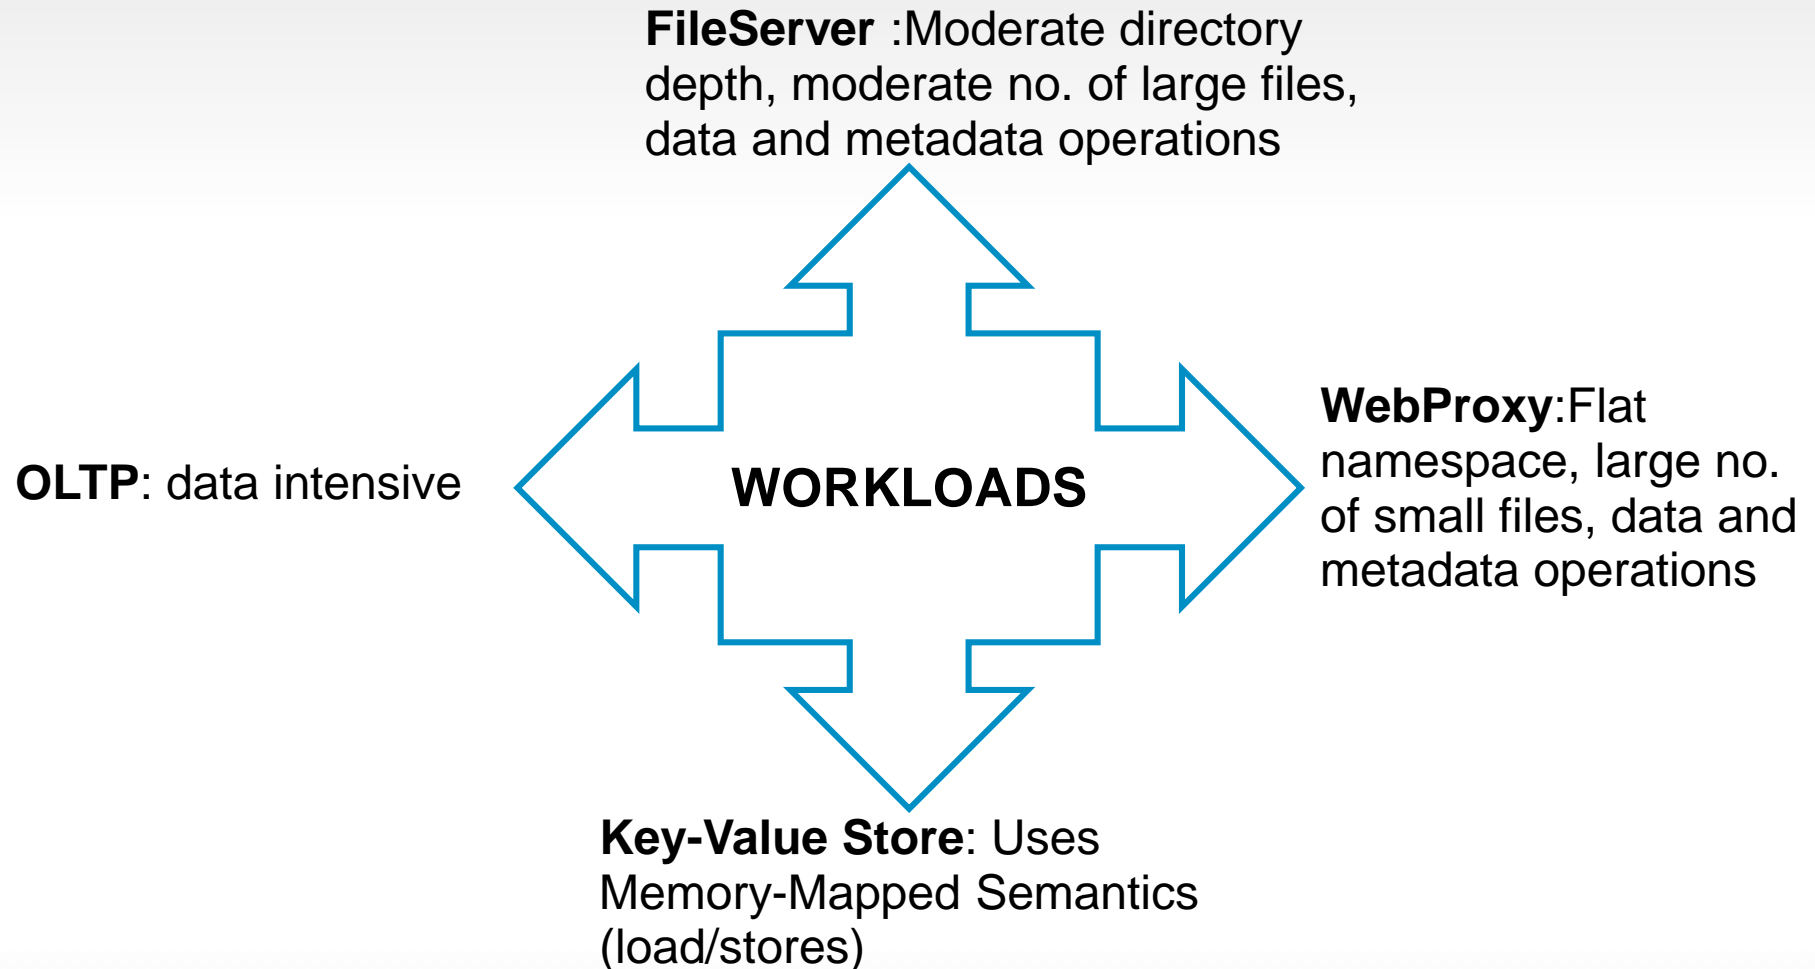 FileServer :Moderate directory
depth, moderate no. of large files,
data and metadata operations
WebProxy:Flat
namespace, large no.
of small files, data and
metadata operations
OLTP: data intensive
WORKLOADS
Key-Value Store: Uses
Memory-Mapped Semantics
(load/stores)